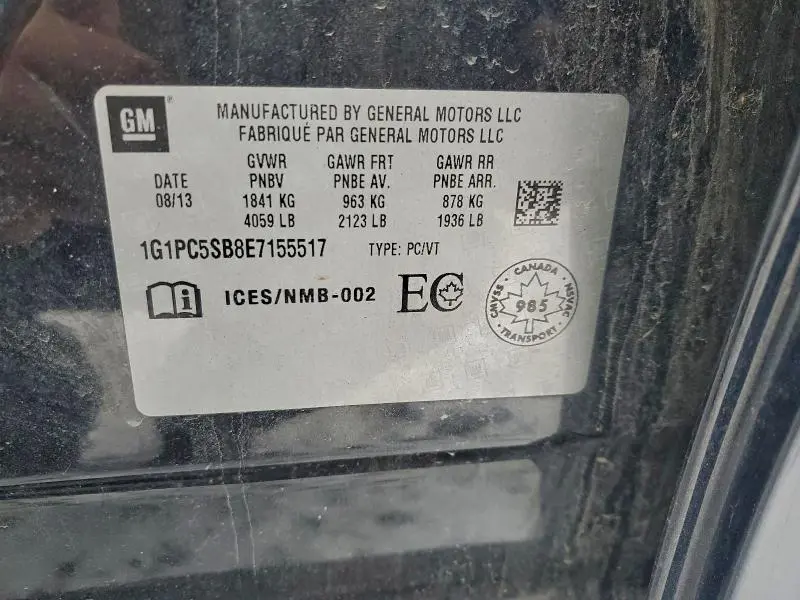 GM
MANUFACTURED BY GENERAL MOTORS LLC
FABRIQUÉ PAR GENERAL MOTORS LLC
GVWR GAWR FRT GAWR RR
DATE PNBV PNBE AV. PNBE ARR.
08/13 1841 KG 963 KG 878 KG
4059 LB 2123 LB 1936 LB
1G1PC5SB8E7155517 TYPE: PC/VT
i ICES/NMB-002 EC
CANADA
CMVSS 985 NSVAC
TRANSPORT